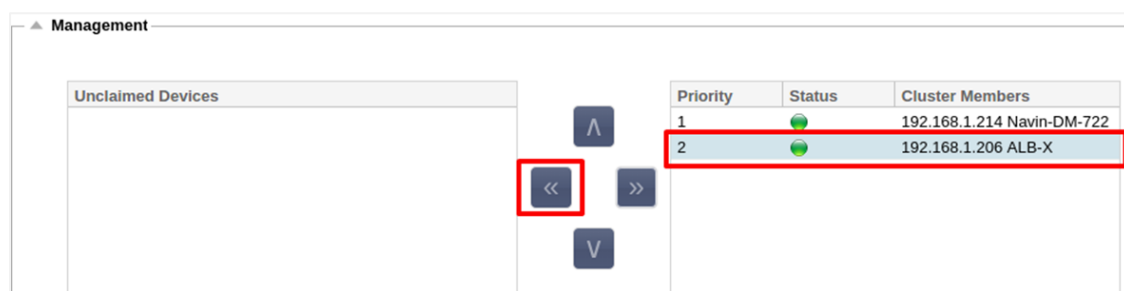 Management
Unclaimed Devices
Priority Status Cluster Members
1 192.168.1.214 Navin-DM-722
2 192.168.1.206 ALB-X